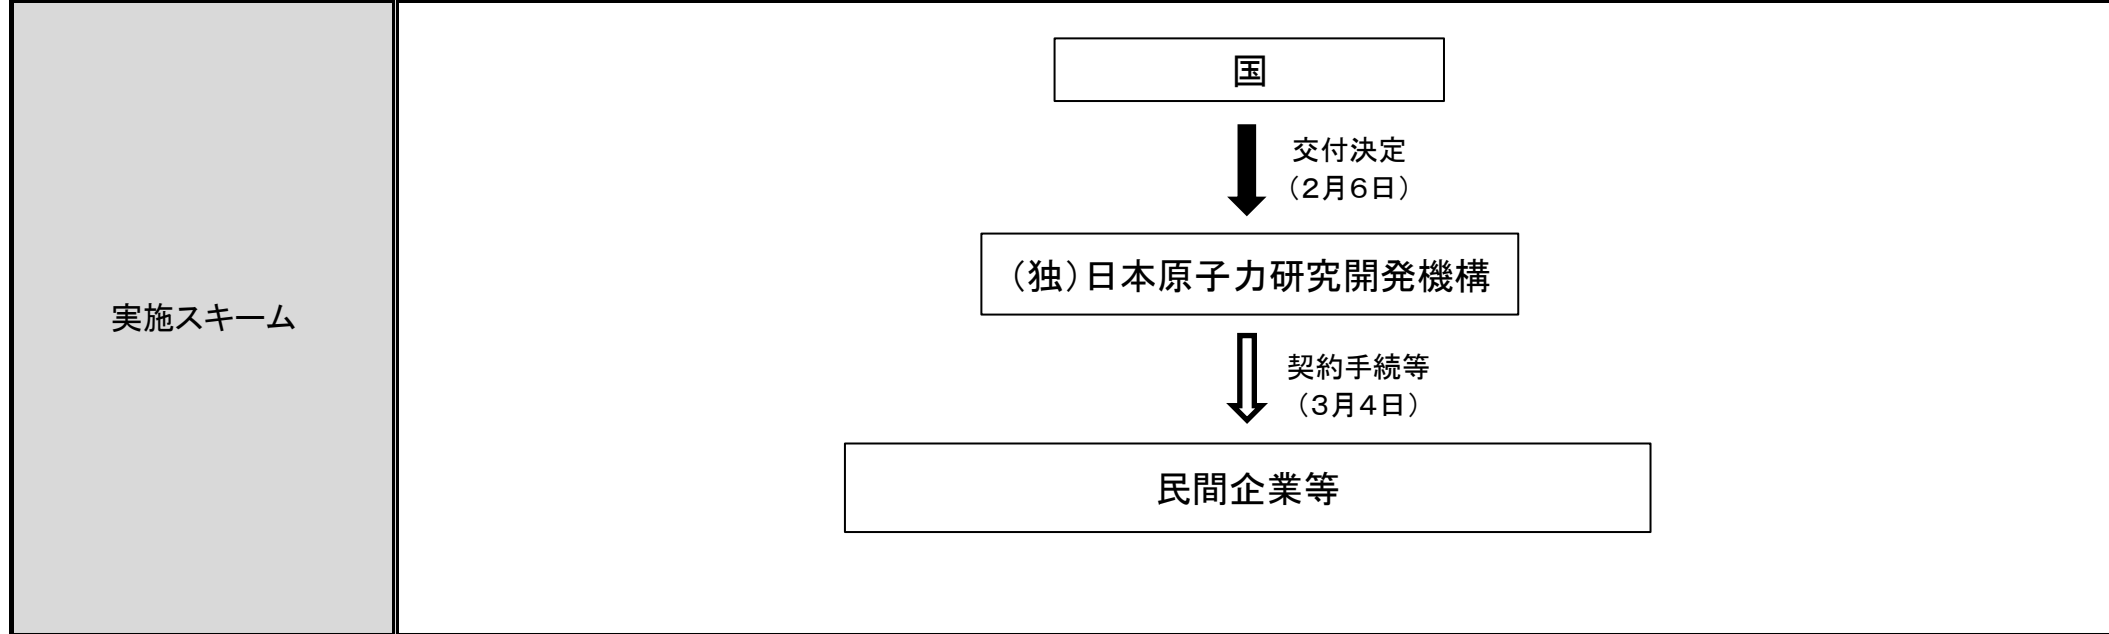 国
交付決定
（２月６日）
（独）日本原子力研究開発機構
実施スキーム
契約手続等
（３月４日）
民間企業等